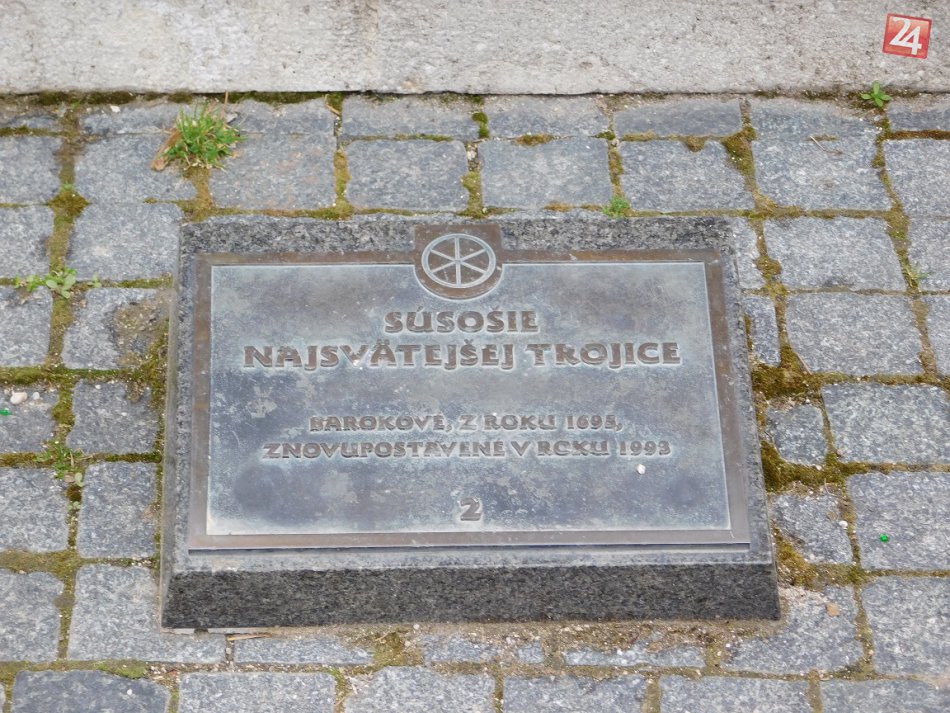 24
SÚSOŠIE
NAJSVÄTEJŠEJ TROJICE
BAROKOVÉ, Z ROKU 1695,
ZNOVUPOSTAVENÉ V ROKU 1993
2